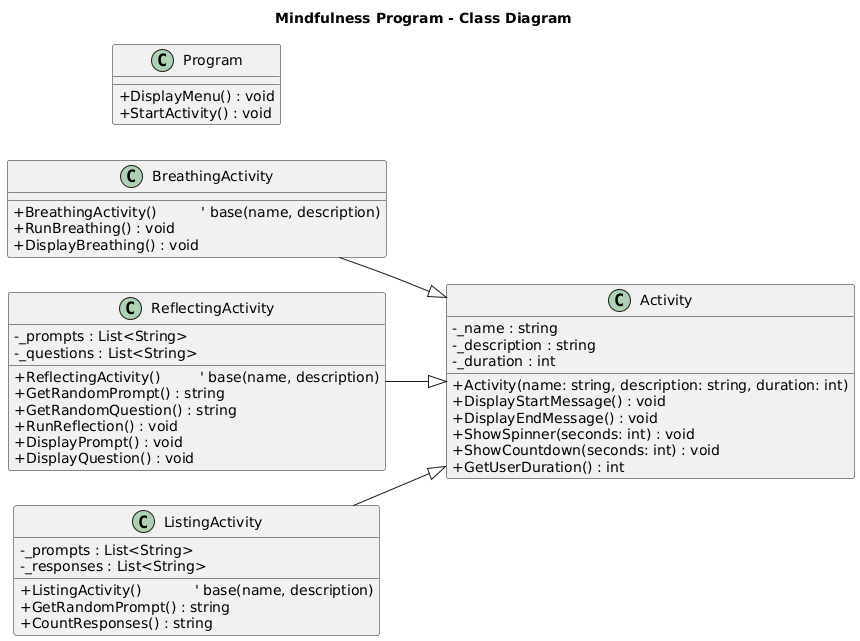 Mindfulness Program - Class Diagram
C Program
+DisplayMenu() : void
+StartActivity() : void
C BreathingActivity
+BreathingActivity()          ' base(name, description)
+RunBreathing() : void
+DisplayBreathing() : void
C ReflectingActivity
-_prompts : List<String>
-_questions : List<String>
+ReflectingActivity()         ' base(name, description)
+GetRandomPrompt() : string
+GetRandomQuestion() : string
+RunReflection() : void
+DisplayPrompt() : void
+DisplayQuestion() : void
C ListingActivity
-_prompts : List<String>
-_responses : List<String>
+ListingActivity()            ' base(name, description)
+GetRandomPrompt() : string
+CountResponses() : string
C Activity
-_name : string
-_description : string
-_duration : int
+Activity(name: string, description: string, duration: int)
+DisplayStartMessage() : void
+DisplayEndMessage() : void
+ShowSpinner(seconds: int) : void
+ShowCountdown(seconds: int) : void
+GetUserDuration() : int